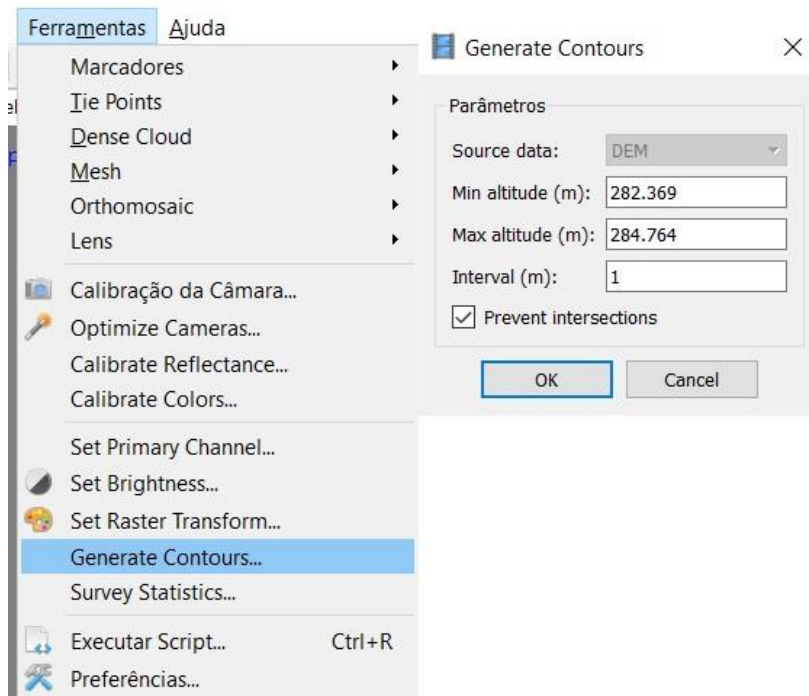 Ferramentas Ajuda
Marcadores
Tie Points
Dense Cloud
Mesh
Orthomosaic
Lens
Calibração da Câmara...
Optimize Cameras...
Calibrate Reflectance...
Calibrate Colors...
Set Primary Channel...
Set Brightness...
Set Raster Transform...
Generate Contours...
Survey Statistics...
Executar Script... Ctrl+R
Preferências...
Generate Contours
Parâmetros
Source data: DEM
Min altitude (m): 282.369
Max altitude (m): 284.764
Interval (m): 1
Prevent intersections
OK Cancel